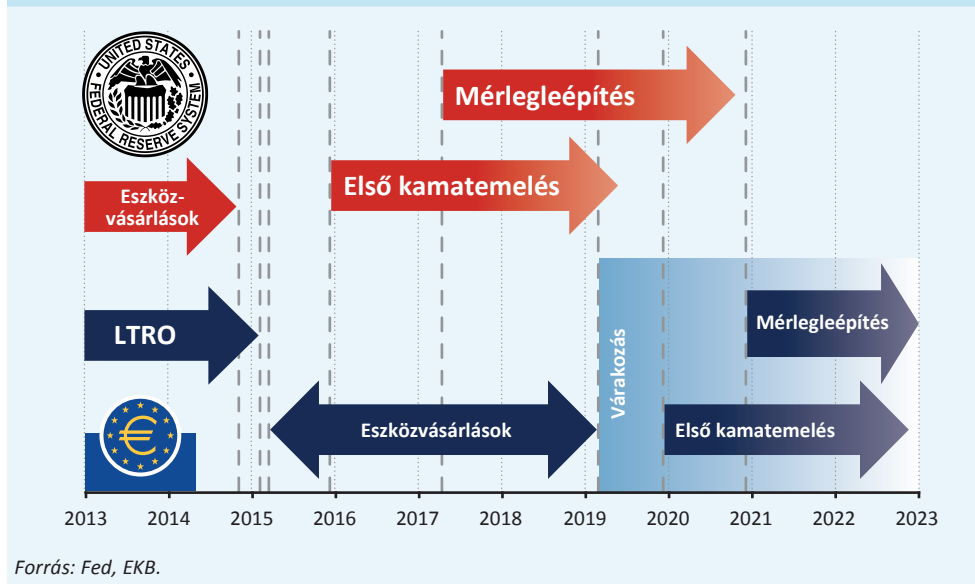 UNITED STATES
FEDERAL RESERVE SYSTEM
Mérlegleépítés
Első kamatemelés
Eszköz-
vásárlások
LTRO
Várakozás
Mérlegleépítés
Eszközvásárlások
Első kamatemelés
€
2013 2014 2015 2016 2017 2018 2019 2020 2021 2022 2023
Forrás: Fed, EKB.